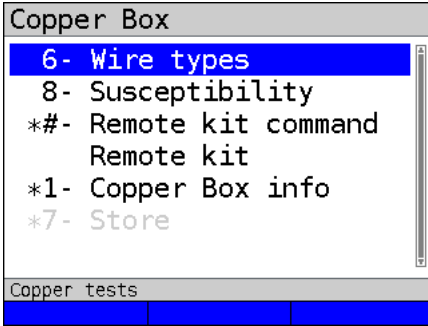 Copper Box
6- Wire types
8- Susceptibility
*#- Remote kit command
Remote kit
*1- Copper Box info
*7- Store
Copper tests